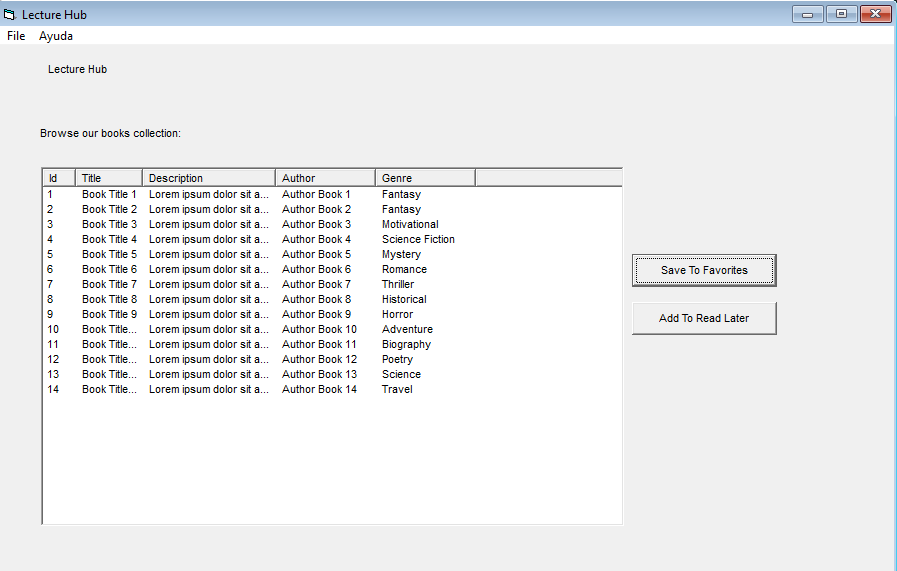 Lecture Hub
File Ayuda
Lecture Hub
Browse our books collection:
Id Title Description Author Genre
1 Book Title 1 Lorem ipsum dolor sit a... Author Book 1 Fantasy
2 Book Title 2 Lorem ipsum dolor sit a... Author Book 2 Fantasy
3 Book Title 3 Lorem ipsum dolor sit a... Author Book 3 Motivational
4 Book Title 4 Lorem ipsum dolor sit a... Author Book 4 Science Fiction
5 Book Title 5 Lorem ipsum dolor sit a... Author Book 5 Mystery
6 Book Title 6 Lorem ipsum dolor sit a... Author Book 6 Romance
7 Book Title 7 Lorem ipsum dolor sit a... Author Book 7 Thriller
8 Book Title 8 Lorem ipsum dolor sit a... Author Book 8 Historical
9 Book Title 9 Lorem ipsum dolor sit a... Author Book 9 Horror
10 Book Title... Lorem ipsum dolor sit a... Author Book 10 Adventure
11 Book Title... Lorem ipsum dolor sit a... Author Book 11 Biography
12 Book Title... Lorem ipsum dolor sit a... Author Book 12 Poetry
13 Book Title... Lorem ipsum dolor sit a... Author Book 13 Science
14 Book Title... Lorem ipsum dolor sit a... Author Book 14 Travel
Save To Favorites
Add To Read Later